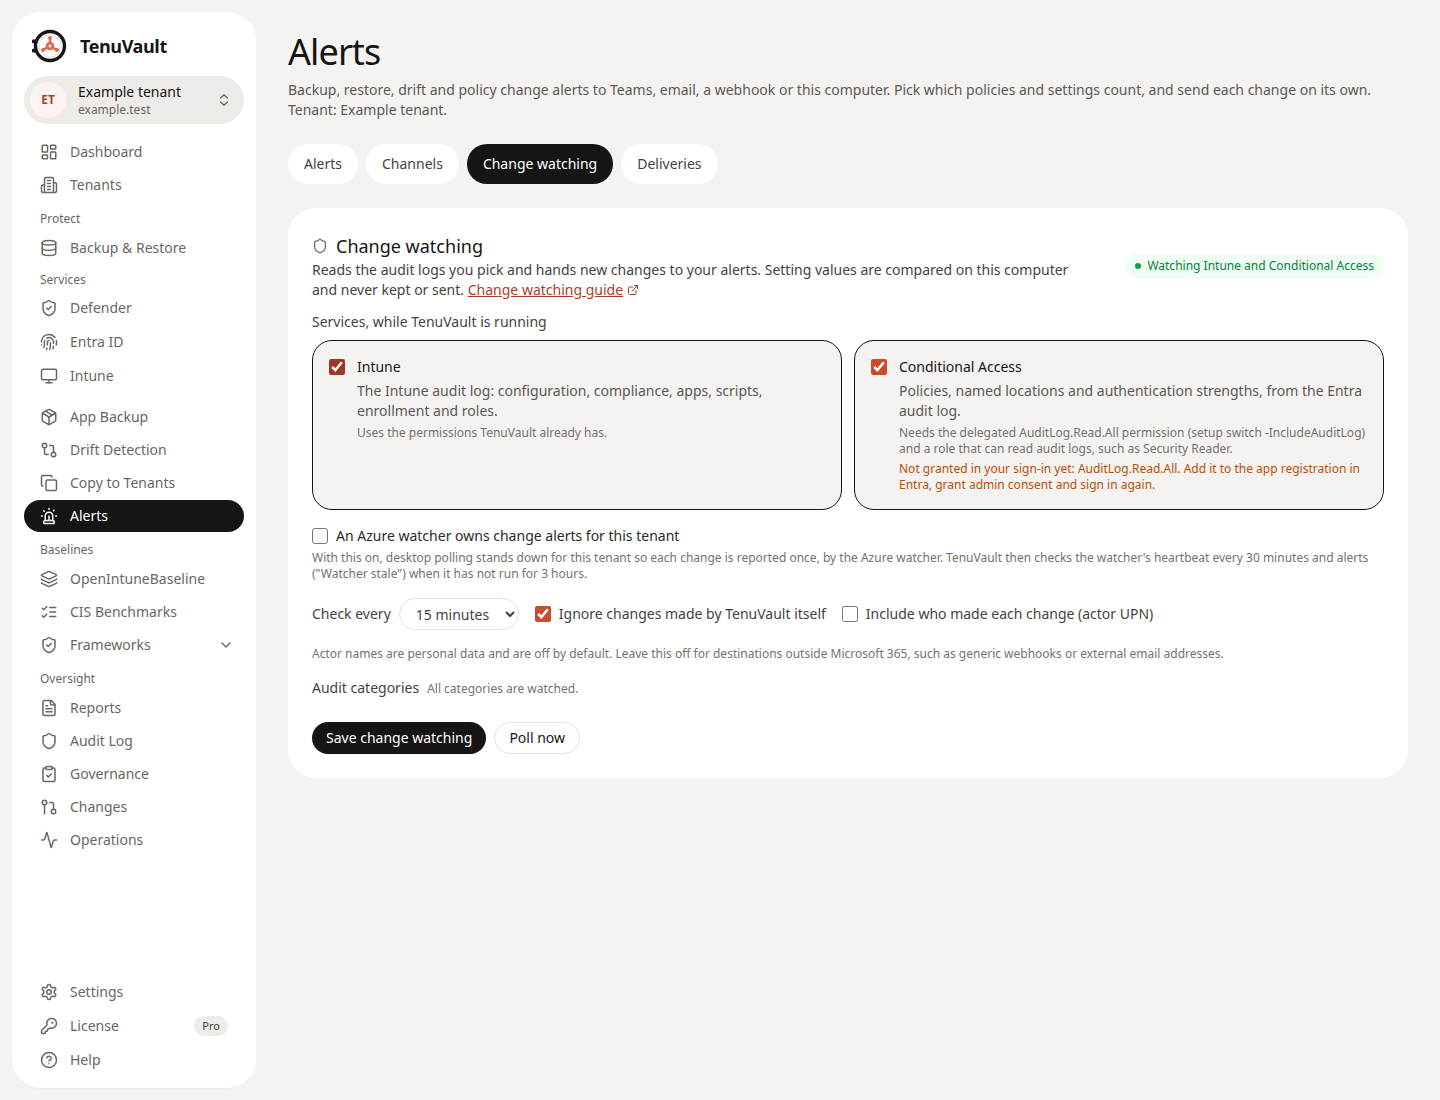 TenuVault
ET
Example tenant
example.test
Dashboard
Tenants
Protect
Backup & Restore
Services
Defender
Entra ID
Intune
App Backup
Drift Detection
Copy to Tenants
Alerts
Baselines
OpenIntuneBaseline
CIS Benchmarks
Frameworks
Oversight
Reports
Audit Log
Governance
Changes
Operations
Settings
License
Pro
Help
Alerts
Backup, restore, drift and policy change alerts to Teams, email, a webhook or this computer. Pick which policies and settings count, and send each change on its own.
Tenant: Example tenant.
Alerts
Channels
Change watching
Deliveries
Change watching
Reads the audit logs you pick and hands new changes to your alerts. Setting values are compared on this computer
and never kept or sent. Change watching guide
Watching Intune and Conditional Access
Services, while TenuVault is running
Intune
The Intune audit log: configuration, compliance, apps, scripts,
enrollment and roles.
Uses the permissions TenuVault already has.
Conditional Access
Policies, named locations and authentication strengths, from the Entra
audit log.
Needs the delegated AuditLog.Read.All permission (setup switch -IncludeAuditLog)
and a role that can read audit logs, such as Security Reader.
Not granted in your sign-in yet: AuditLog.Read.All. Add it to the app registration in
Entra, grant admin consent and sign in again.
An Azure watcher owns change alerts for this tenant
With this on, desktop polling stands down for this tenant so each change is reported once, by the Azure watcher. TenuVault then checks the watcher's heartbeat every 30 minutes and alerts
("Watcher stale") when it has not run for 3 hours.
Check every
15 minutes
Ignore changes made by TenuVault itself
Include who made each change (actor UPN)
Actor names are personal data and are off by default. Leave this off for destinations outside Microsoft 365, such as generic webhooks or external email addresses.
Audit categories All categories are watched.
Save change watching
Poll now